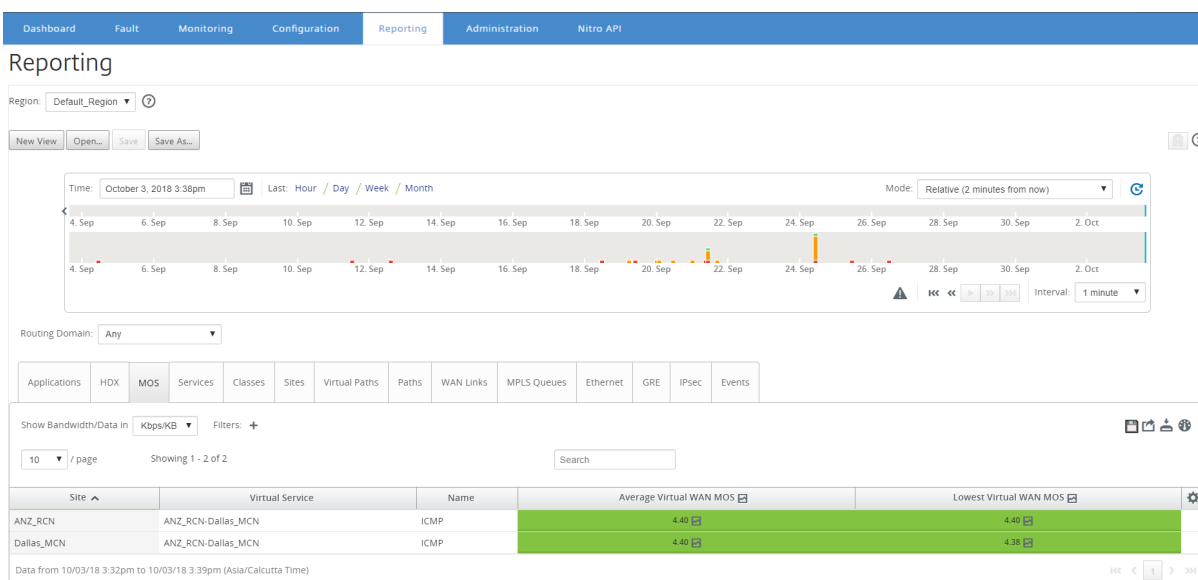 Dashboard Fault Monitoring Configuration Reporting Administration Nitro API
Reporting
Region: Default_Region ?
New View Open... Save Save As...
Time: October 3, 2018 3:38pm Last: Hour / Day / Week / Month Mode: Relative (2 minutes from now)
4. Sep 6. Sep 8. Sep 10. Sep 12. Sep 14. Sep 16. Sep 18. Sep 20. Sep 22. Sep 24. Sep 26. Sep 28. Sep 30. Sep 2. Oct
4. Sep 6. Sep 8. Sep 10. Sep 12. Sep 14. Sep 16. Sep 18. Sep 20. Sep 22. Sep 24. Sep 26. Sep 28. Sep 30. Sep 2. Oct
Interval: 1 minute
Routing Domain: Any
Applications HDX MOS Services Classes Sites Virtual Paths Paths WAN Links MPLS Queues Ethernet GRE IPsec Events
Show Bandwidth/Data in Kbps/KB Filters: +
10 / page Showing 1 - 2 of 2 Search
Site Virtual Service Name Average Virtual WAN MOS Lowest Virtual WAN MOS
ANZ_RCN ANZ_RCN-Dallas_MCN ICMP 4.40 4.40
Dallas_MCN ANZ_RCN-Dallas_MCN ICMP 4.40 4.38
Data from 10/03/18 3:32pm to 10/03/18 3:39pm (Asia/Calcutta Time) 1